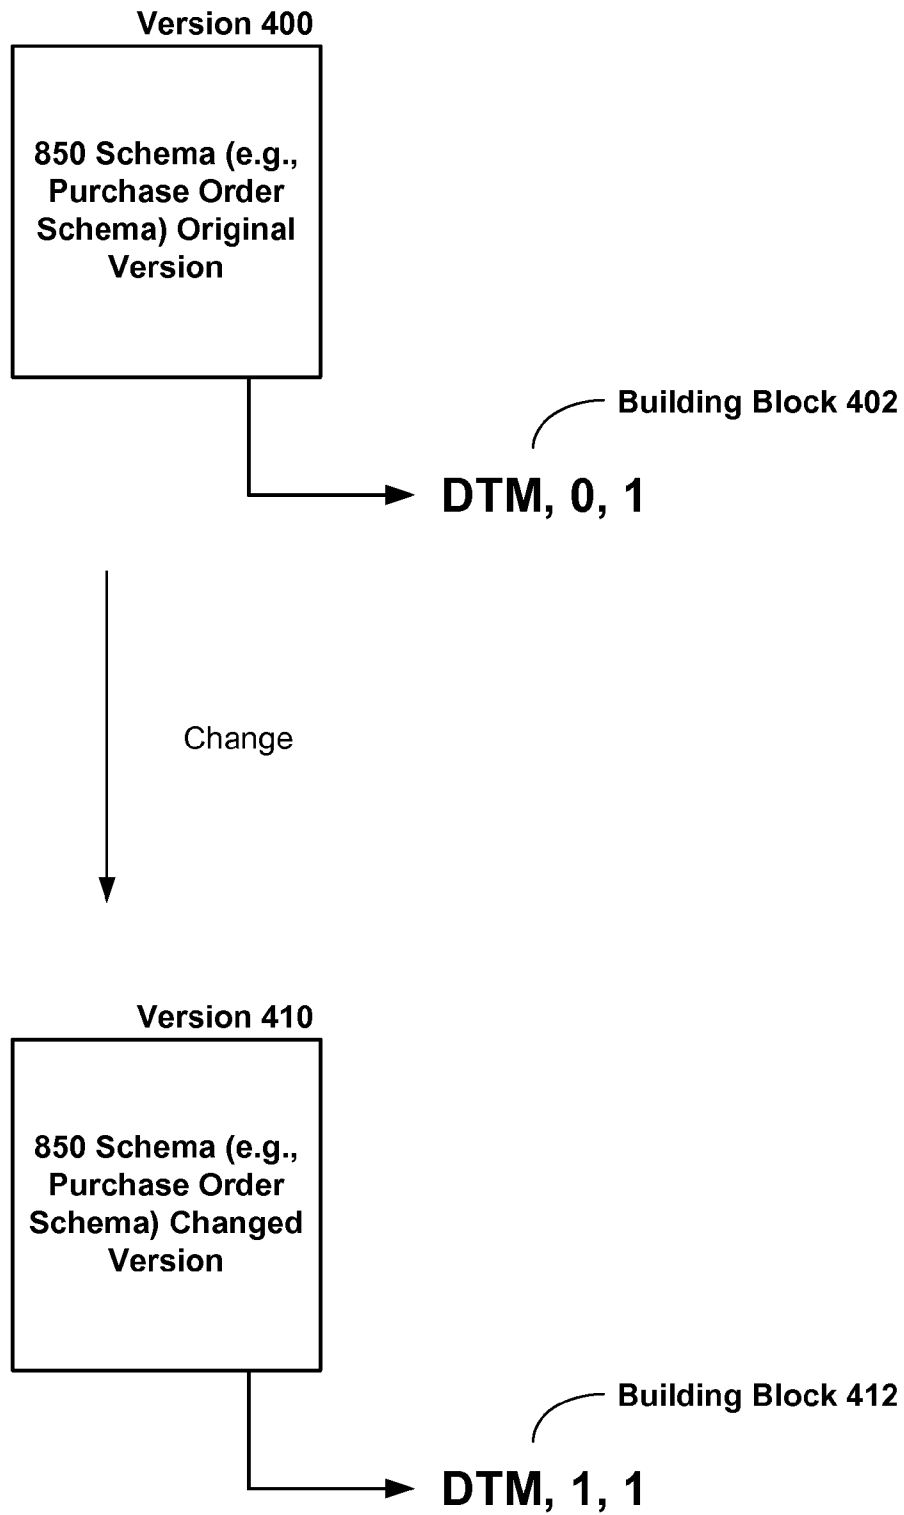 Version 400
850 Schema (e.g.,
Purchase Order
Schema) Original
Version
Building Block 402
DTM, 0, 1
Change
Version 410
850 Schema (e.g.,
Purchase Order
Schema) Changed
Version
Building Block 412
DTM, 1, 1